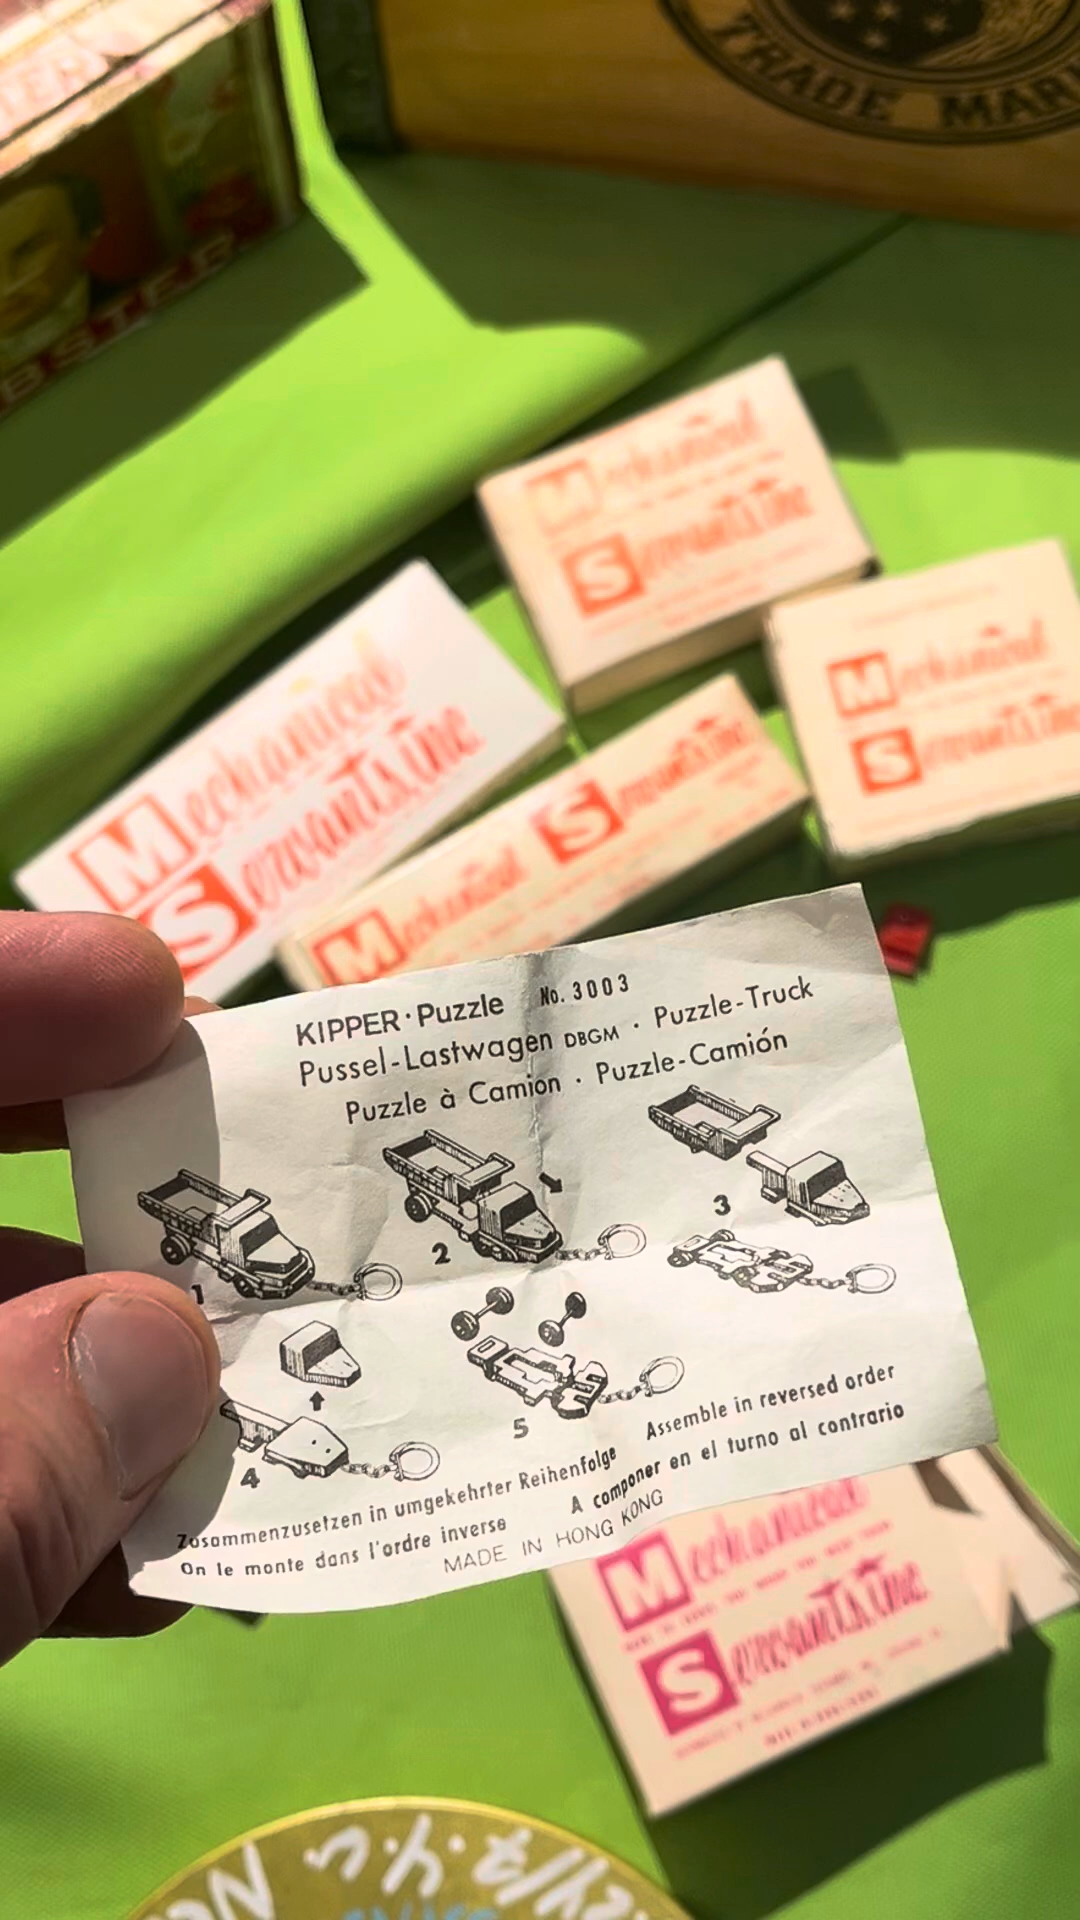 TRADE MAR
BSTER
Mechanical
Servants, inc
Mechanical
Servants, inc
Mechanical
Servants, inc
Mechanical Servants, inc
KIPPER·Puzzle No. 3003
Pussel-Lastwagen DBGM · Puzzle-Truck
Puzzle à Camion · Puzzle-Camión
1
2
3
4
5
Assemble in reversed order
Zusammenzusetzen in umgekehrter Reihenfolge
A componer en el turno al contrario
On le monte dans l'ordre inverse
MADE IN HONG KONG
Mechanical
Servants, inc